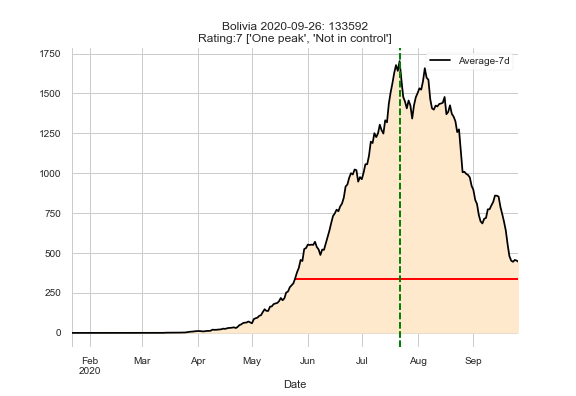 Bolivia 2020-09-26: 133592
Rating:7 ['One peak', 'Not in control']
Average-7d
1750
1500
1250
1000
750
500
250
0
Feb
2020
Mar
Apr
May
Jun
Jul
Aug
Sep
Date